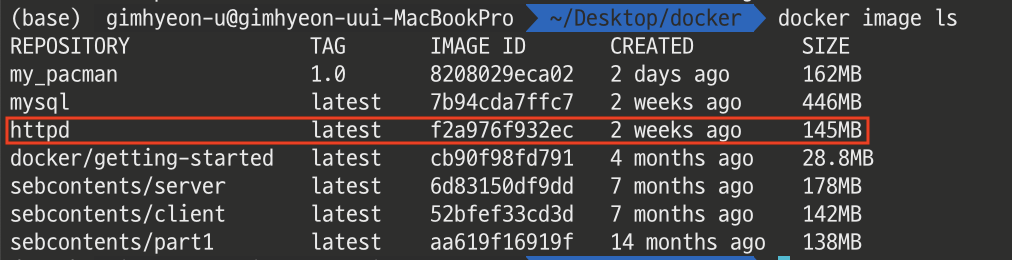 (base) gimhyeon-u@gimhyeon-uui-MacBookPro ~/Desktop/docker docker image ls
REPOSITORY TAG IMAGE ID CREATED SIZE
my_pacman 1.0 8208029eca02 2 days ago 162MB
mysql latest 7b94cda7ffc7 2 weeks ago 446MB
httpd latest f2a976f932ec 2 weeks ago 145MB
docker/getting-started latest cb90f98fd791 4 months ago 28.8MB
sebcontents/server latest 6d83150df9dd 7 months ago 178MB
sebcontents/client latest 52bfef33cd3d 7 months ago 142MB
sebcontents/part1 latest aa619f16919f 14 months ago 138MB